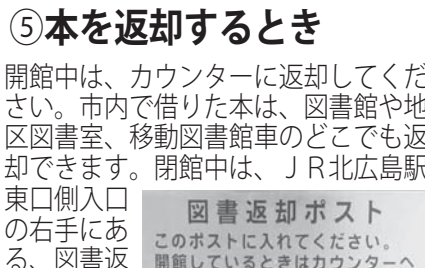 ⑤本を返却するとき
開館中は、カウンターに返却してくだ
さい。市内で借りた本は、図書館や地
区図書室、移動図書館車のどこでも返
却できます。閉館中は、ＪＲ北広島駅
東口側入口
の右手にあ
る、図書返
図書返却ポスト
このポストに入れてください。
開館しているときはカウンターへ